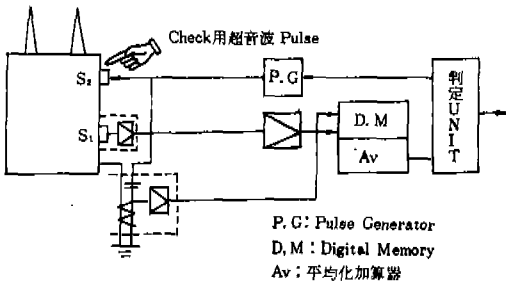 Check用超音波 Pulse
S₂
P.G
判定UNIT
S₁
D.M
Av
P.G: Pulse Generator
D,M: Digital Memory
Av: 平均化加算器